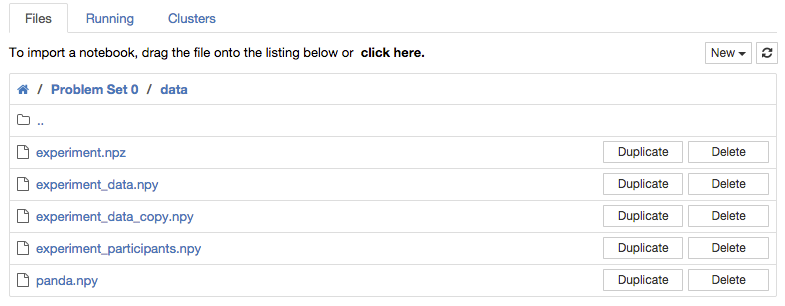 Files Running Clusters
To import a notebook, drag the file onto the listing below or click here. New
/ Problem Set 0 / data
..
experiment.npz Duplicate Delete
experiment_data.npy Duplicate Delete
experiment_data_copy.npy Duplicate Delete
experiment_participants.npy Duplicate Delete
panda.npy Duplicate Delete